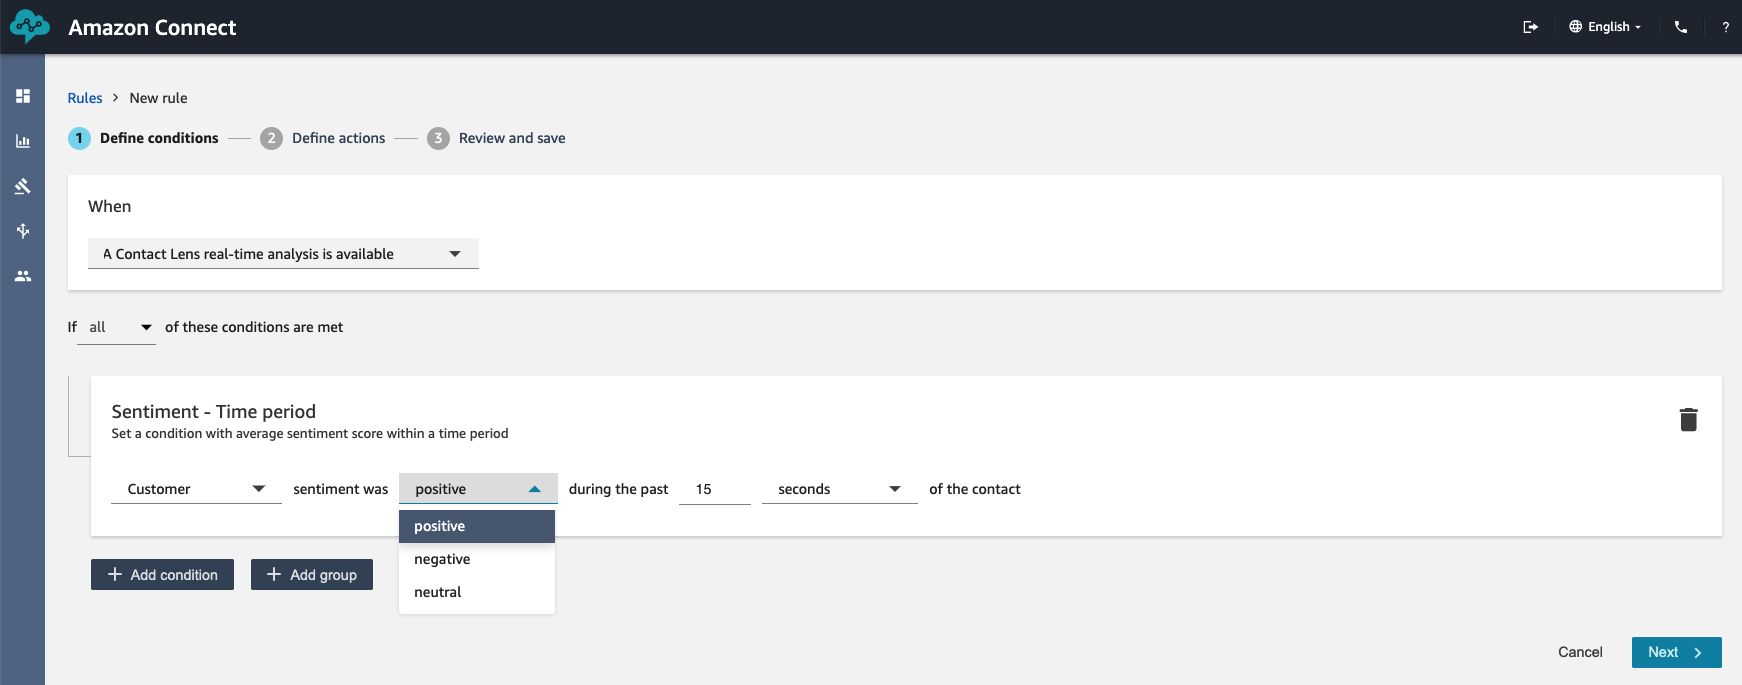 Amazon Connect
English
?
Rules > New rule
1 Define conditions 2 Define actions 3 Review and save
When
A Contact Lens real-time analysis is available
If all of these conditions are met
Sentiment - Time period
Set a condition with average sentiment score within a time period
Customer sentiment was positive during the past 15 seconds of the contact
positive
negative
neutral
+ Add condition + Add group
Cancel Next >